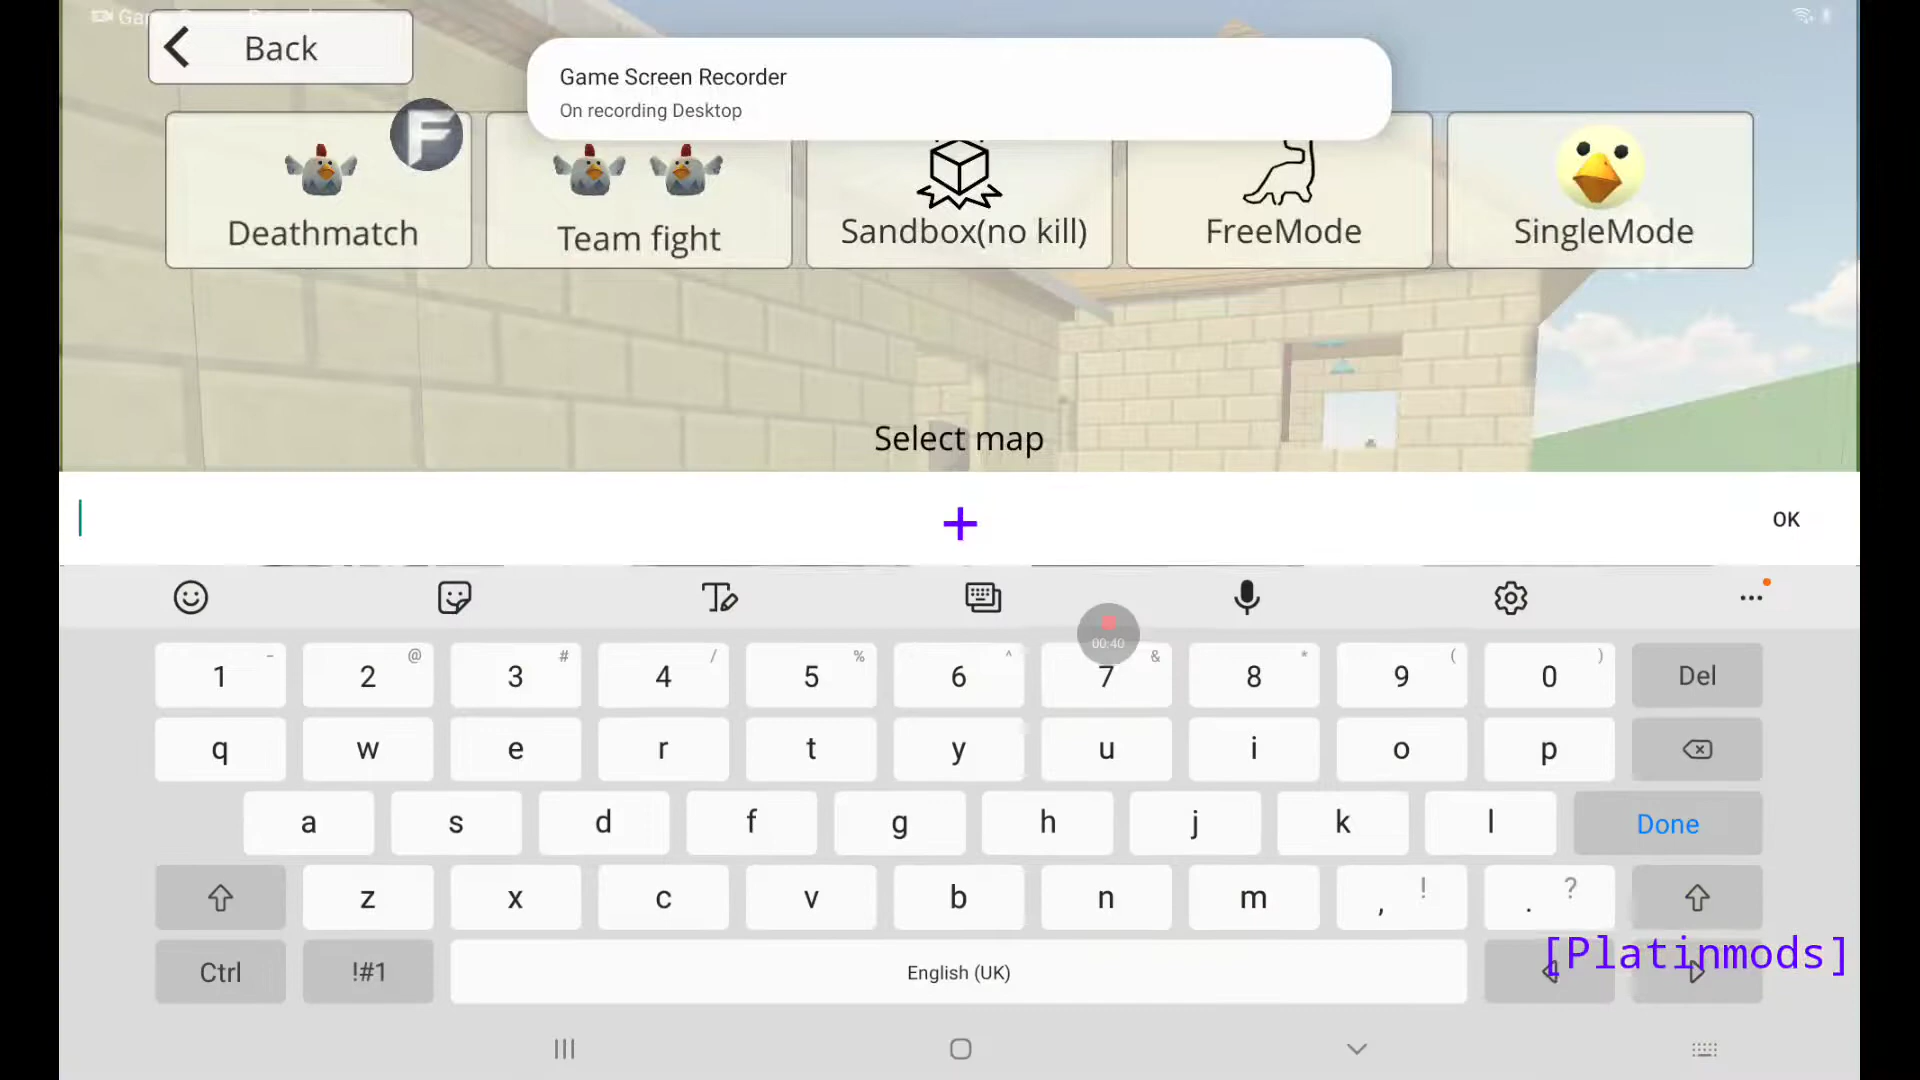 Back
Game Screen Recorder
On recording Desktop
F
Deathmatch
Team fight
Sandbox(no kill)
FreeMode
SingleMode
Select map
+
OK
00:40
1 - 2 @ 3 # 4 / 5 % 6 ^ 7 & 8 * 9 ( 0 ) Del
q w e r t y u i o p
a s d f g h j k l Done
z x c v b n m , ! . ?
Ctrl !#1 English (UK)
[Platinmods]